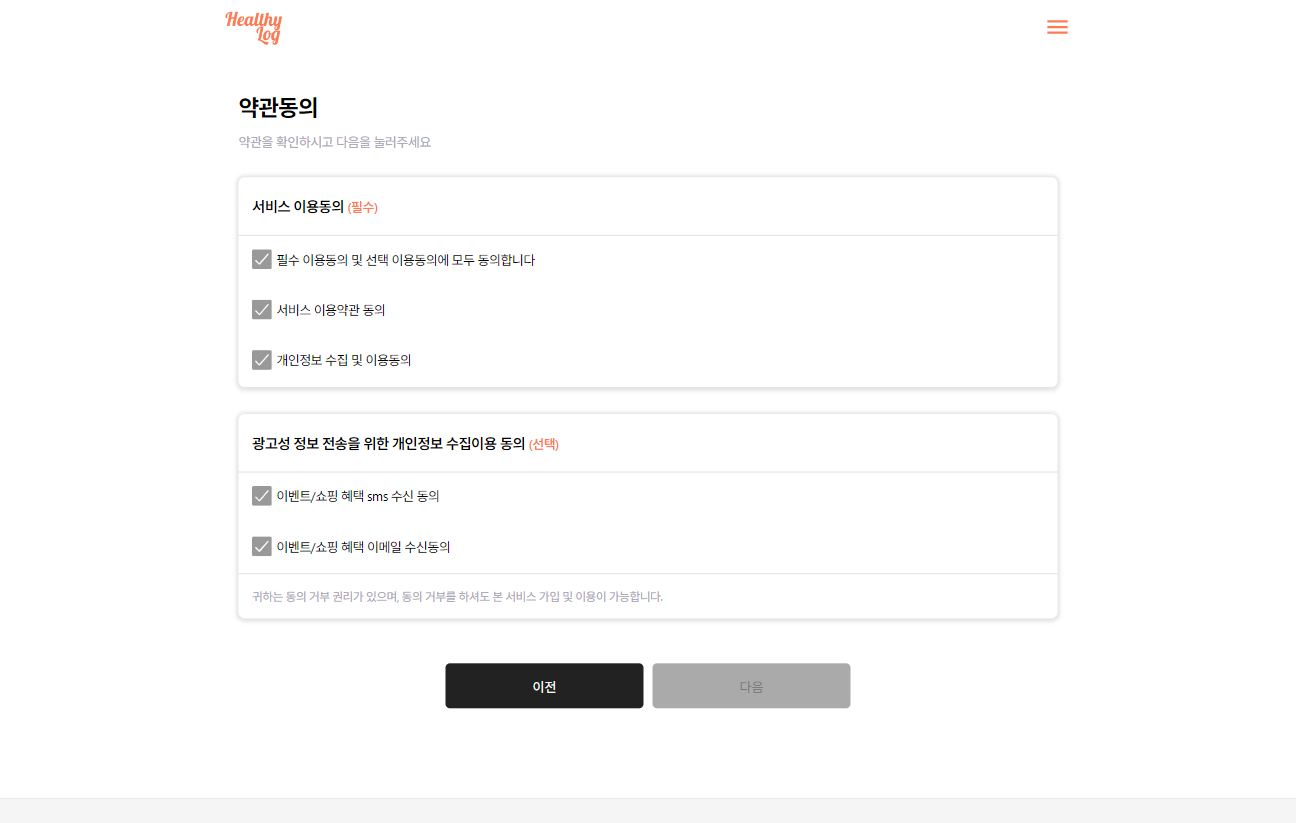 Healthy
Log
약관동의
약관을 확인하시고 다음을 눌러주세요
서비스 이용동의 (필수)
필수 이용동의 및 선택 이용동의에 모두 동의합니다
서비스 이용약관 동의
개인정보 수집 및 이용동의
광고성 정보 전송을 위한 개인정보 수집이용 동의 (선택)
이벤트/쇼핑 혜택 sms 수신 동의
이벤트/쇼핑 혜택 이메일 수신동의
귀하는 동의 거부 권리가 있으며, 동의 거부를 하셔도 본 서비스 가입 및 이용이 가능합니다.
이전 다음